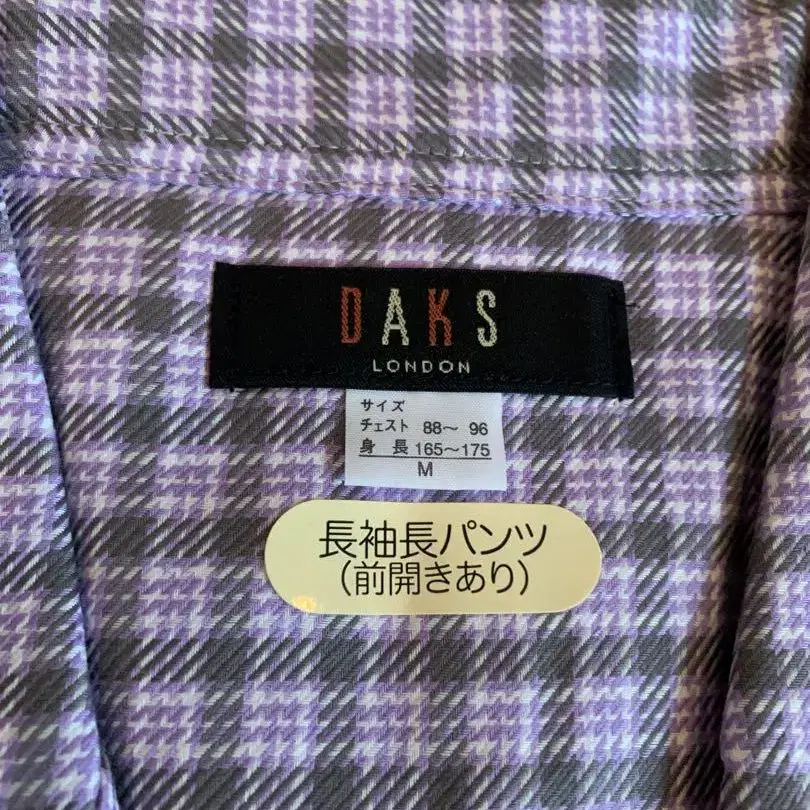 DAKS
LONDON
サイズ
チェスト 88～ 96
身 長 165～175
M
長袖長パンツ
(前開きあり)